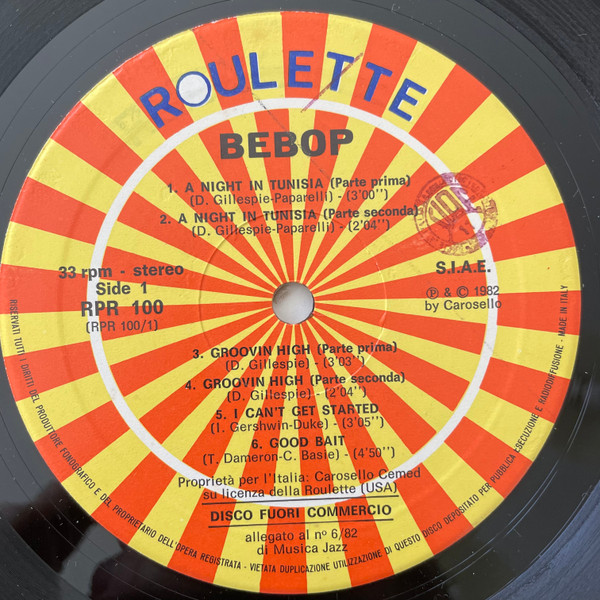 ROULETTE
BEBOP
1. A NIGHT IN TUNISIA (Parte prima)
(D. Gillespie-Paparelli) - (3'00")
2. A NIGHT IN TUNISIA (Parte seconda)
(D. Gillespie-Paparelli) - (2'04")
33 rpm - stereo
Side 1
RPR 100
(RPR 100/1)
S.I.A.E.
℗ & © 1982
by Carosello
3. GROOVIN HIGH (Parte prima)
(D. Gillespie) - (3'03")
4. GROOVIN HIGH (Parte seconda)
(D. Gillespie) - (2'04")
5. I CAN'T GET STARTED
(I. Gershwin-Duke) - (3'05")
6. GOOD BAIT
(T. Dameron-C. Basie) - (4'50")
Proprietà per l'Italia: Carosello Cemed
su licenza della Roulette (USA)
DISCO FUORI COMMERCIO
allegato al nº 6/82
di Musica Jazz
RISERVATI TUTTI I DIRITTI DEL PRODUTTORE FONOGRAFICO E DEL PROPRIETARIO DELL'OPERA REGISTRATA - VIETATA DUPLICAZIONE UTILIZZAZIONE DI QUESTO DISCO DEPOSITATO PER PUBBLICA ESECUZIONE E RADIODIFFUSIONE - MADE IN ITALY